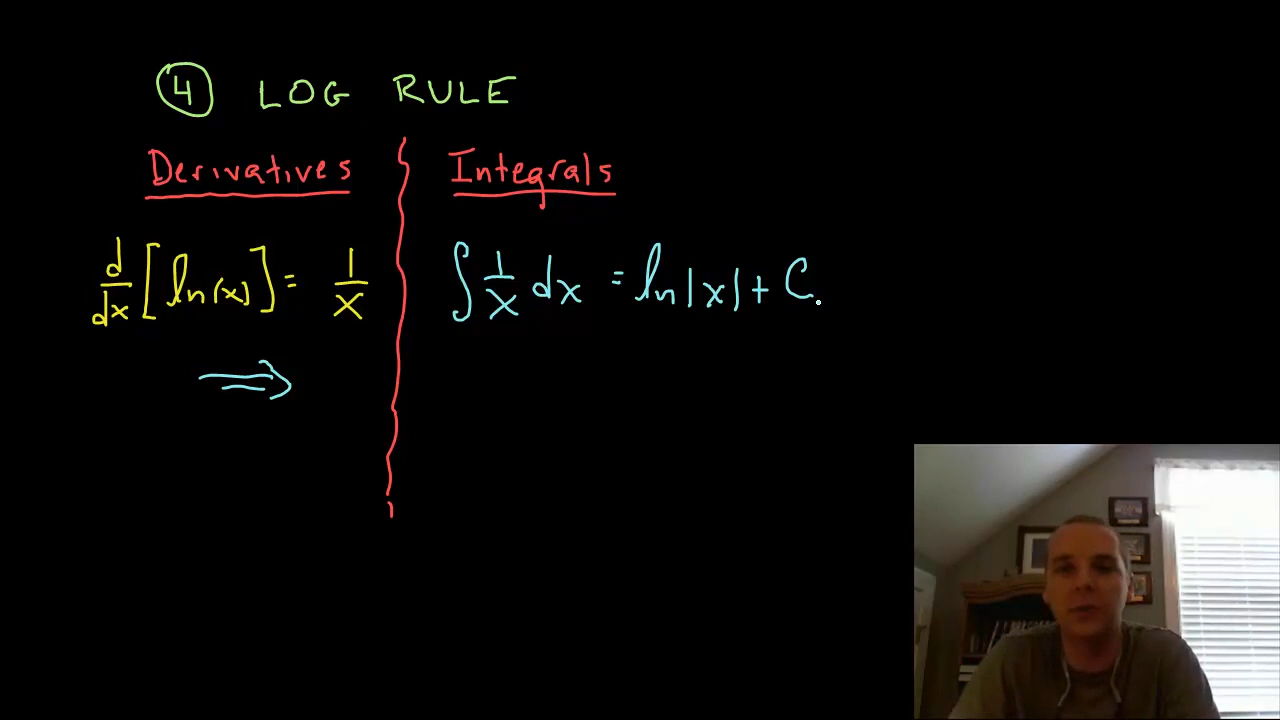 ④ LOG RULE
Derivatives
Integrals
d/dx [ln(x)] = 1/x
∫ 1/x dx = ln|x| + C
⇒